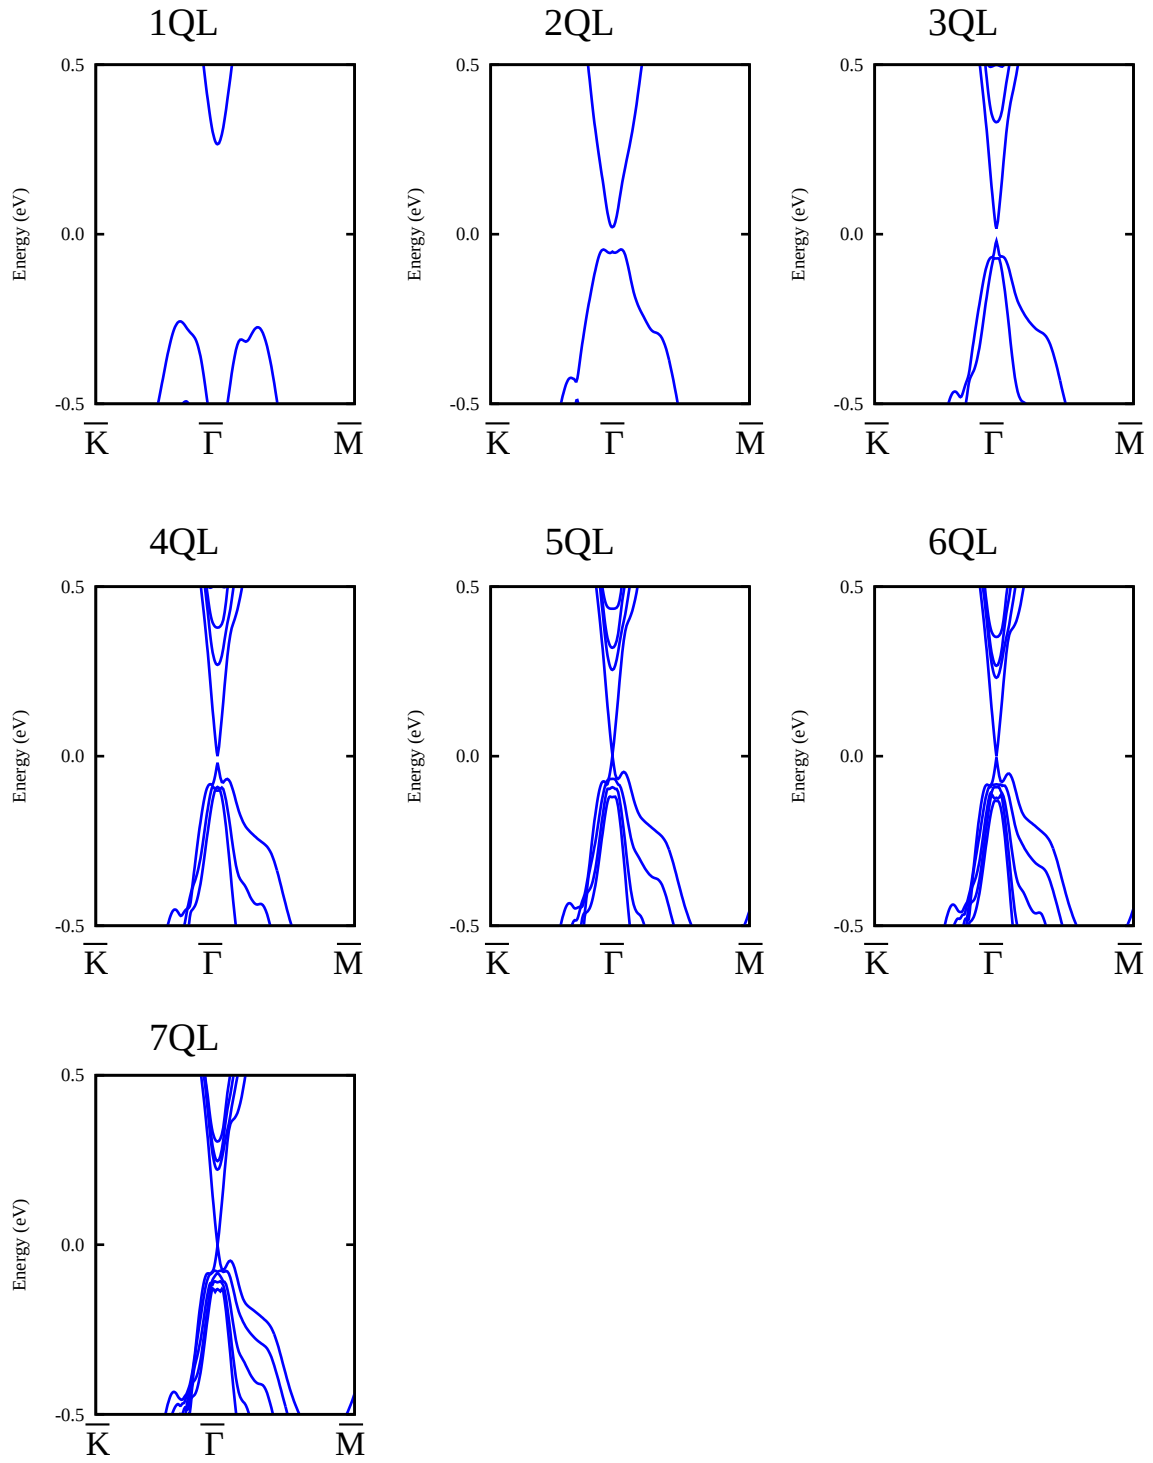 1QL 2QL 3QL
0.5 0.5 0.5
Energy (eV) Energy (eV) Energy (eV)
0.0 0.0 0.0
-0.5 -0.5 -0.5
K̅ Γ̅ M̅ K̅ Γ̅ M̅ K̅ Γ̅ M̅
4QL 5QL 6QL
0.5 0.5 0.5
Energy (eV) Energy (eV) Energy (eV)
0.0 0.0 0.0
-0.5 -0.5 -0.5
K̅ Γ̅ M̅ K̅ Γ̅ M̅ K̅ Γ̅ M̅
7QL
0.5
Energy (eV)
0.0
-0.5
K̅ Γ̅ M̅